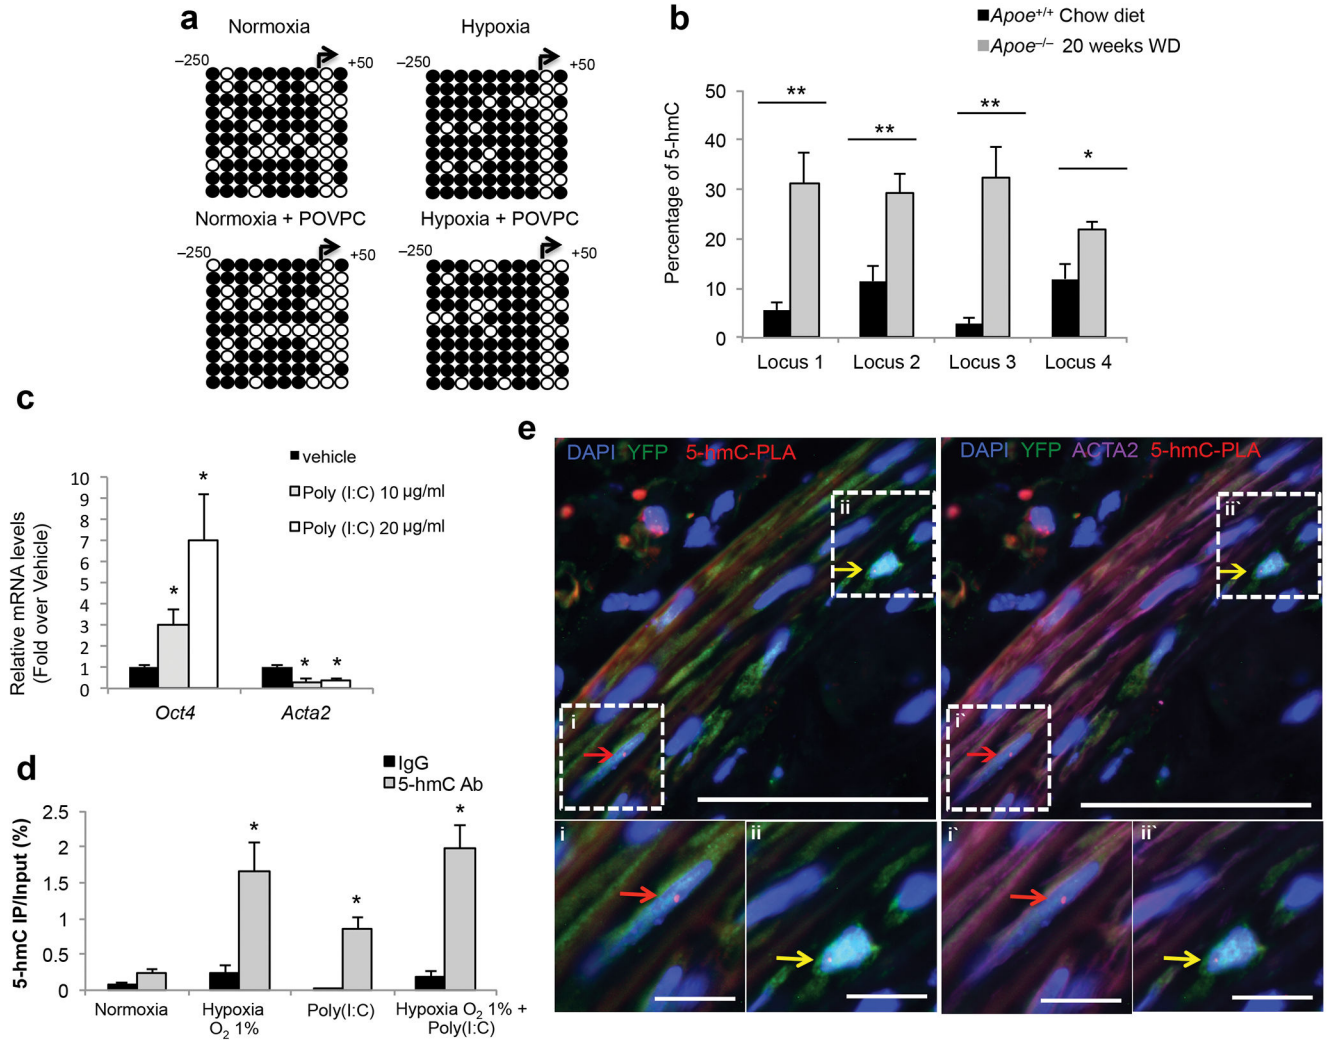 a
Normoxia
Hypoxia
–250
+50
–250
+50
Normoxia + POVPC
Hypoxia + POVPC
–250
+50
–250
+50
b
Apoe+/+ Chow diet
Apoe–/– 20 weeks WD
Percentage of 5-hmC
50
40
30
20
10
0
**
**
**
*
Locus 1
Locus 2
Locus 3
Locus 4
c
vehicle
Poly (I:C) 10 µg/ml
Poly (I:C) 20 µg/ml
Relative mRNA levels
(Fold over Vehicle)
10
9
8
7
6
5
4
3
2
1
0
*
*
*
*
Oct4
Acta2
d
IgG
5-hmC Ab
5-hmC IP/Input (%)
2.5
2
1.5
1
0.5
0
*
*
*
Normoxia
Hypoxia
O2 1%
Poly(I:C)
Hypoxia O2 1% +
Poly(I:C)
e
DAPI YFP 5-hmC-PLA
DAPI YFP ACTA2 5-hmC-PLA
ii
i
ii`
i`
i
ii
i`
ii`